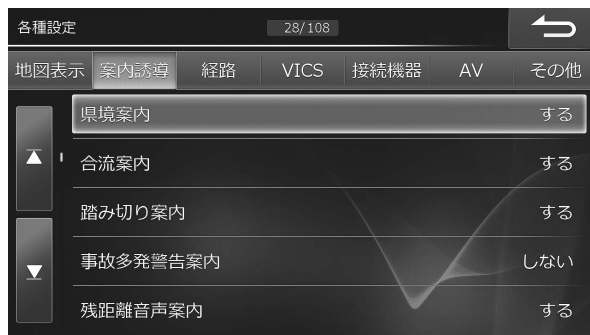 各種設定 28/108
地図表示 案内誘導 経路 VICS 接続機器 AV その他
県境案内 する
合流案内 する
踏み切り案内 する
事故多発警告案内 しない
残距離音声案内 する